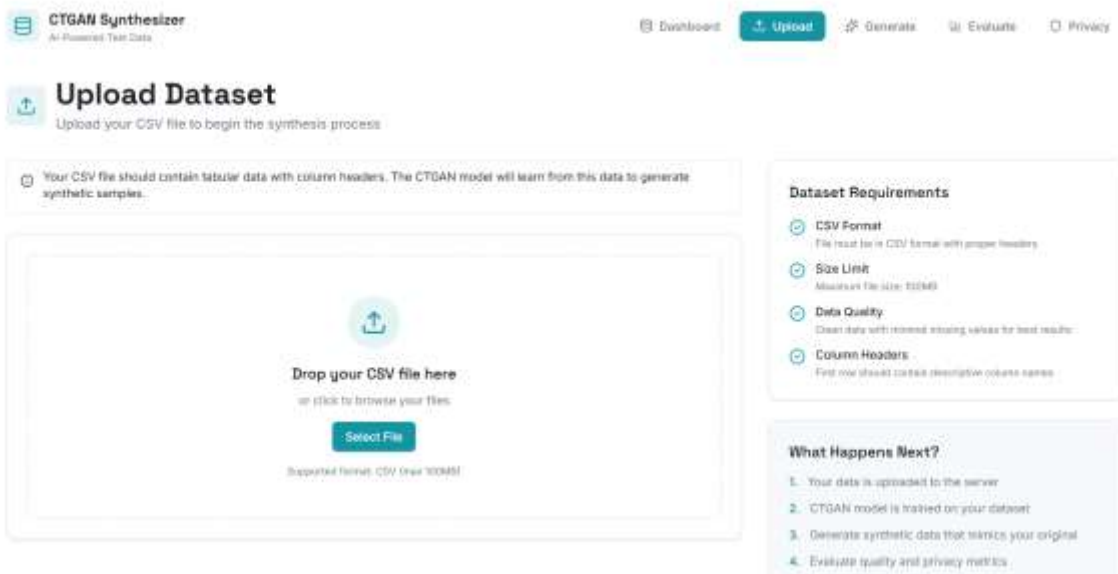 CTGAN Synthesizer
AI-Powered Test Data
Dashboard
Upload
Generate
Evaluate
Privacy
Upload Dataset
Upload your CSV file to begin the synthesis process
Your CSV file should contain tabular data with column headers. The CTGAN model will learn from this data to generate
synthetic samples.
Drop your CSV file here
or click to browse your files
Select File
Supported format: CSV (max 100MB)
Dataset Requirements
CSV Format
File must be in CSV format with proper headers
Size Limit
Maximum file size: 100MB
Data Quality
Clean data with minimal missing values for best results
Column Headers
First row should contain descriptive column names
What Happens Next?
1. Your data is uploaded to the server
2. CTGAN model is trained on your dataset
3. Generate synthetic data that mimics your original
4. Evaluate quality and privacy metrics